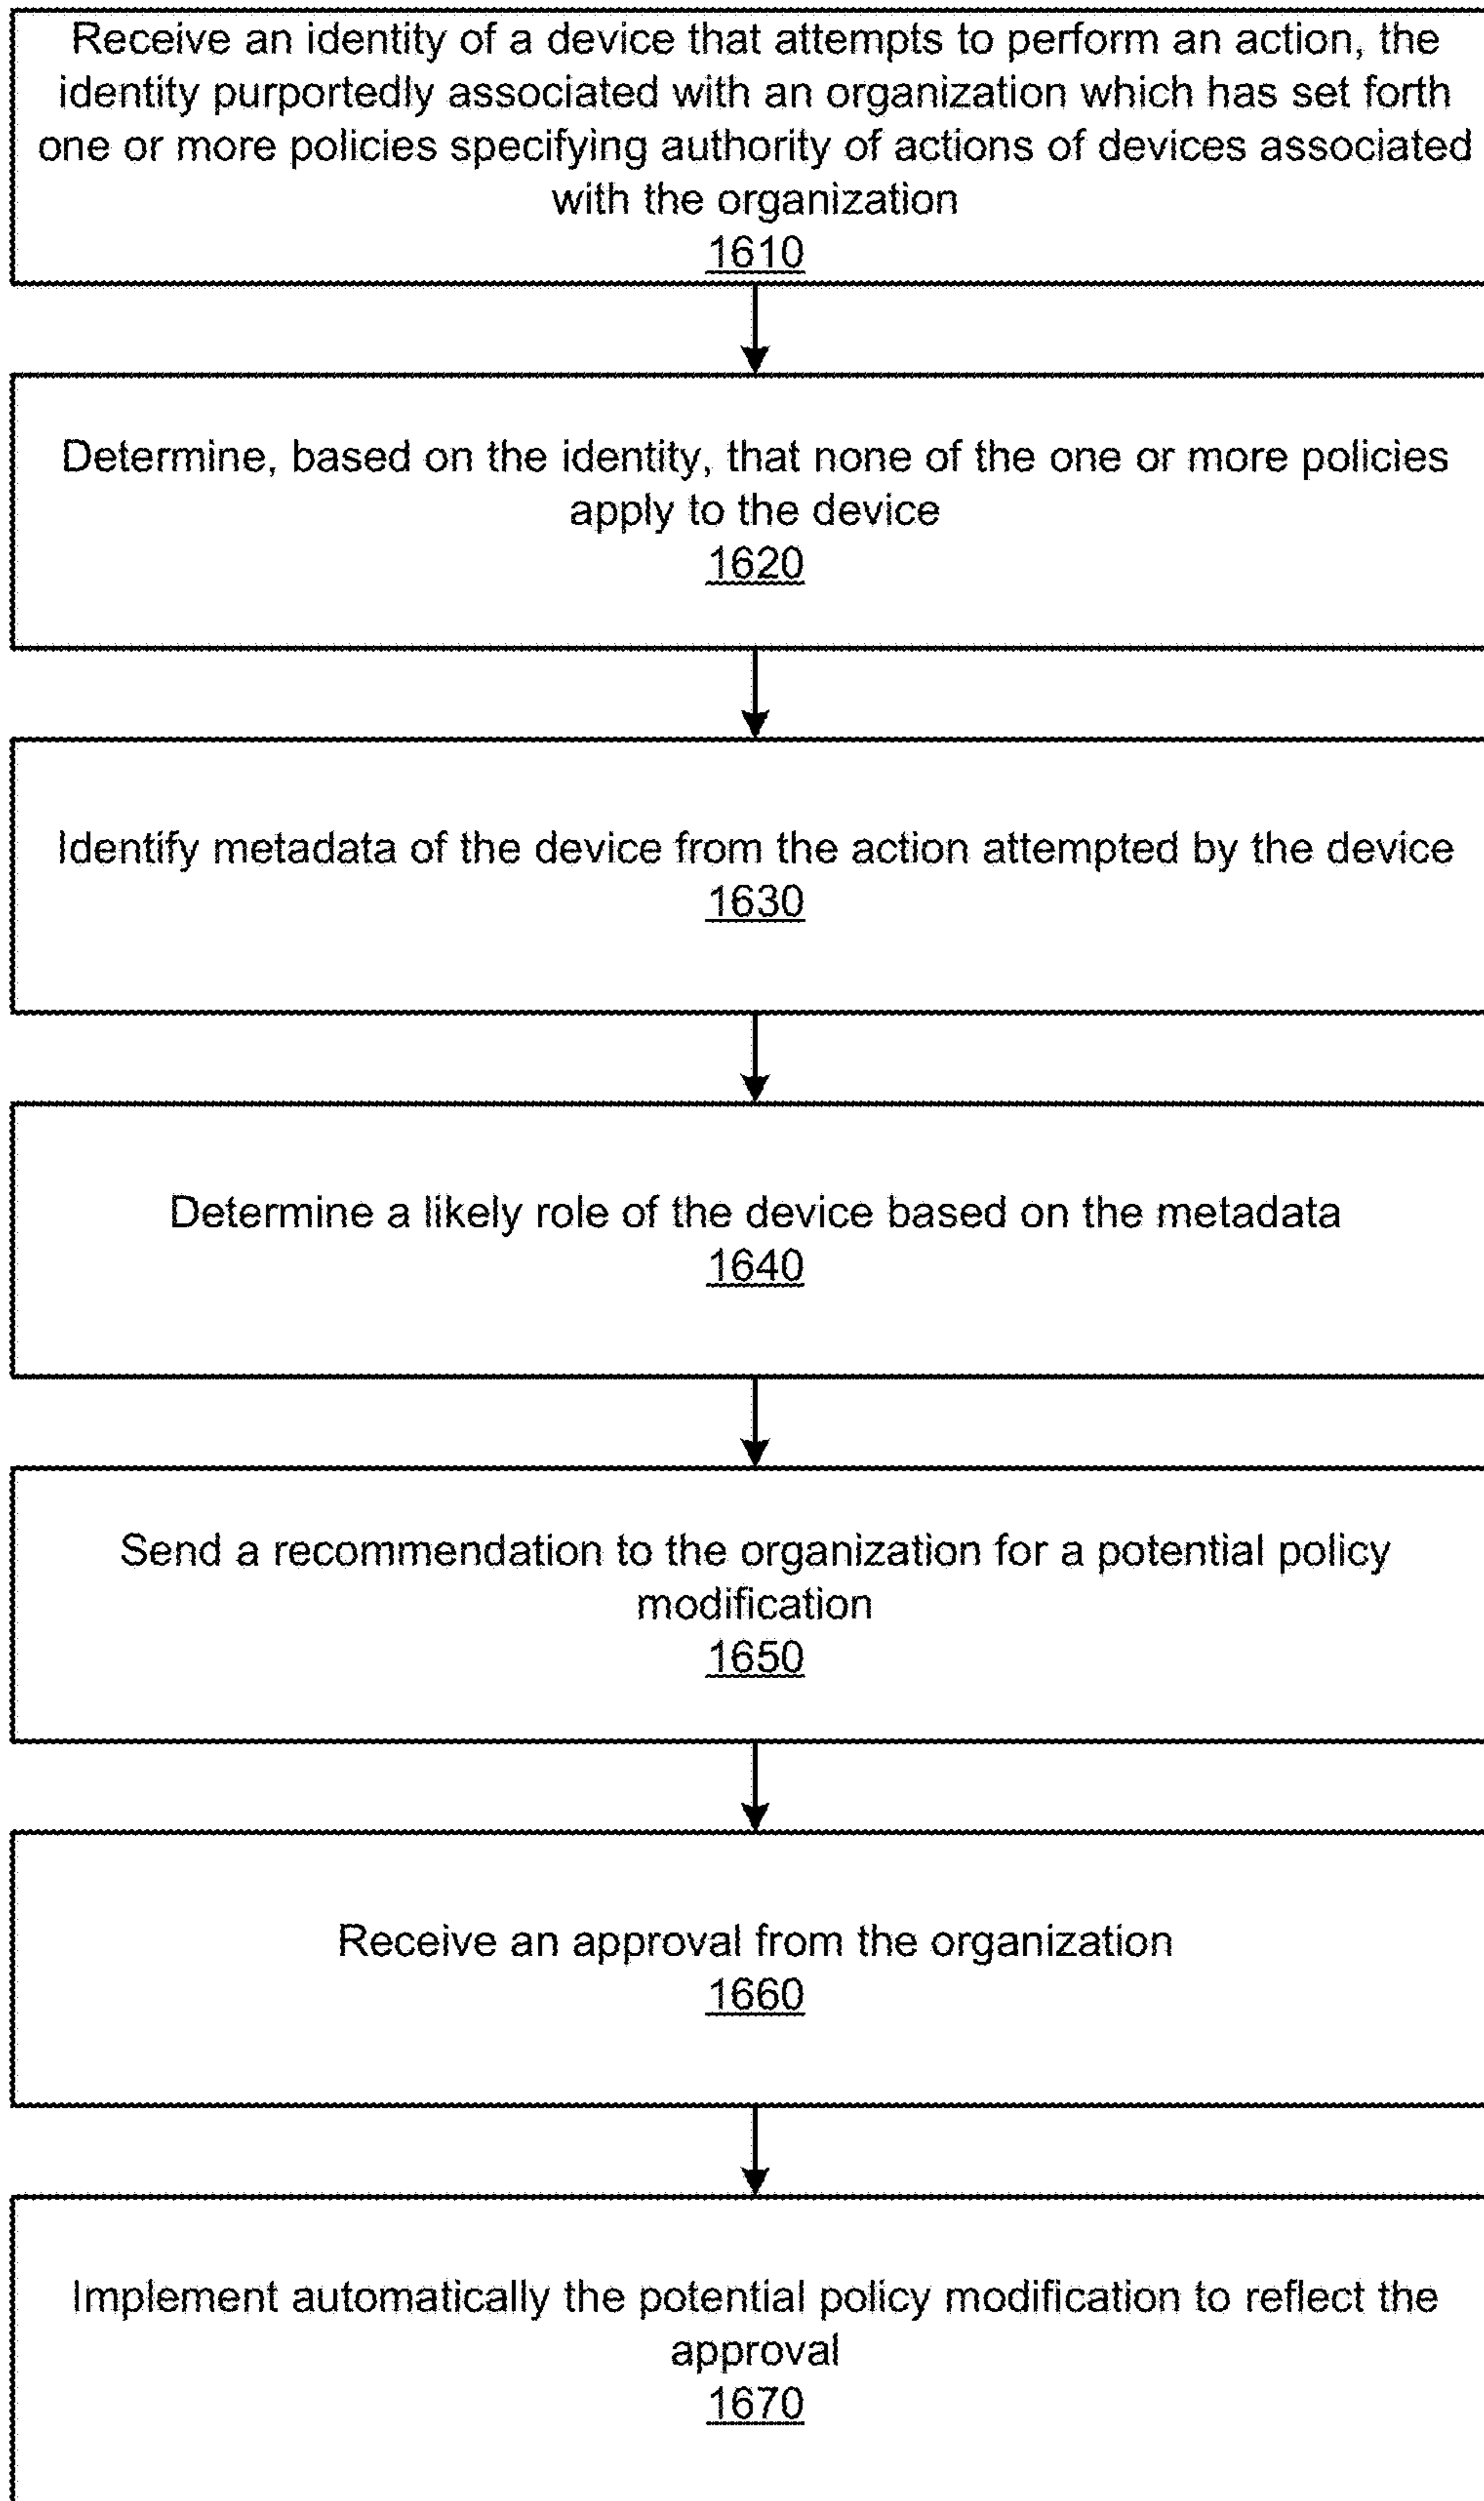 Receive an identity of a device that attempts to perform an action, the
identity purportedly associated with an organization which has set forth
one or more policies specifying authority of actions of devices associated
with the organization
1610
Determine, based on the identity, that none of the one or more policies
apply to the device
1620
Identify metadata of the device from the action attempted by the device
1630
Determine a likely role of the device based on the metadata
1640
Send a recommendation to the organization for a potential policy
modification
1650
Receive an approval from the organization
1660
Implement automatically the potential policy modification to reflect the
approval
1670